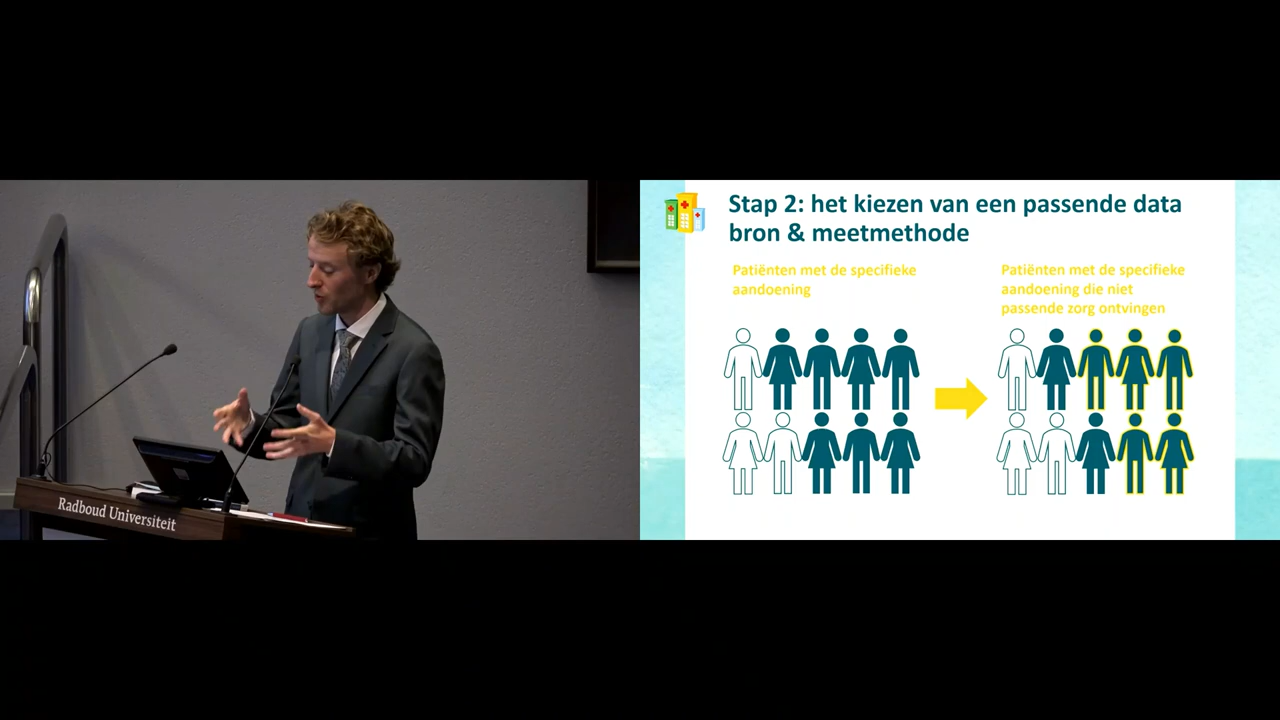 Radboud Universiteit
Stap 2: het kiezen van een passende data
bron & meetmethode
Patiënten met de specifieke
aandoening
Patiënten met de specifieke
aandoening die niet
passende zorg ontvingen